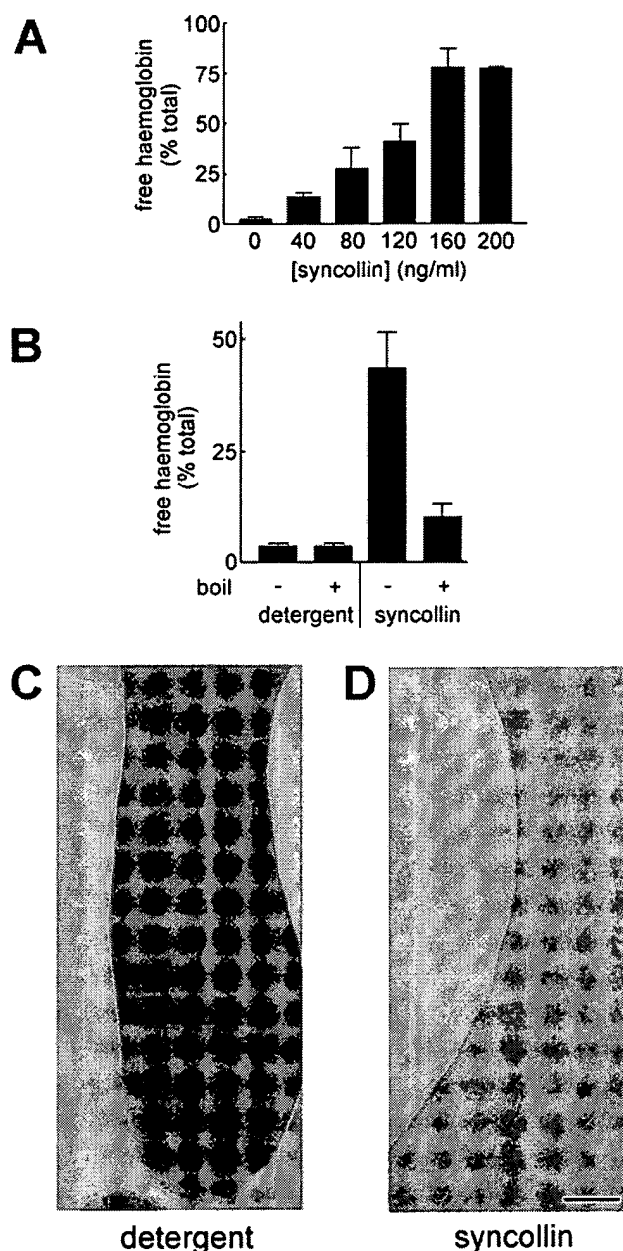 A
free haemoglobin
(% total)
100
75
50
25
0
0 40 80 120 160 200
[syncollin] (ng/ml)
B
free haemoglobin
(% total)
50
25
0
boil - + - +
detergent syncollin
C D
detergent syncollin